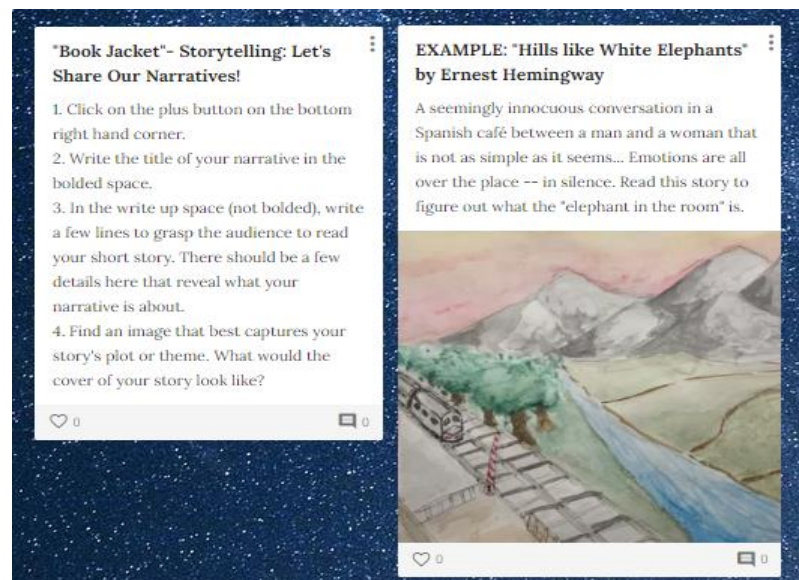 "Book Jacket"- Storytelling: Let's
Share Our Narratives!
1. Click on the plus button on the bottom
right hand corner.
2. Write the title of your narrative in the
bolded space.
3. In the write up space (not bolded), write
a few lines to grasp the audience to read
your short story. There should be a few
details here that reveal what your
narrative is about.
4. Find an image that best captures your
story's plot or theme. What would the
cover of your story look like?
0
0
EXAMPLE: "Hills like White Elephants"
by Ernest Hemingway
A seemingly innocuous conversation in a
Spanish café between a man and a woman that
is not as simple as it seems... Emotions are all
over the place -- in silence. Read this story to
figure out what the "elephant in the room" is.
0
0